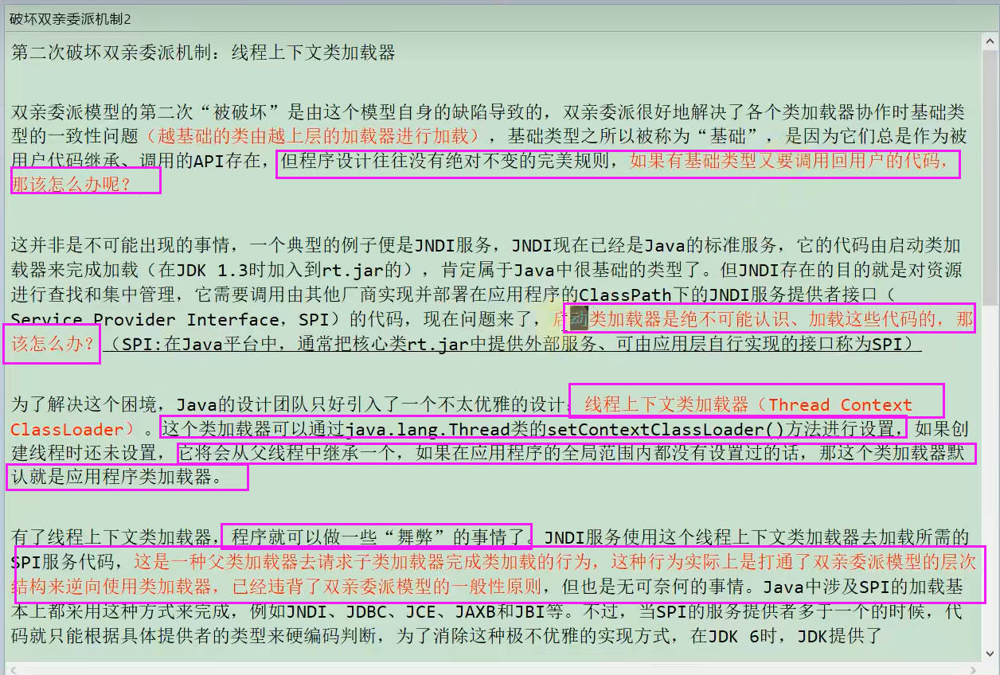 破坏双亲委派机制2
第二次破坏双亲委派机制：线程上下文类加载器
双亲委派模型的第二次“被破坏”是由这个模型自身的缺陷导致的，双亲委派很好地解决了各个类加载器协作时基础类
型的一致性问题（越基础的类由越上层的加载器进行加载），基础类型之所以被称为“基础”，是因为它们总是作为被
用户代码继承、调用的API存在，但程序设计往往没有绝对不变的完美规则，如果有基础类型又要调用回用户的代码，
那该怎么办呢？
这并非是不可能出现的事情，一个典型的例子便是JNDI服务，JNDI现在已经是Java的标准服务，它的代码由启动类加
载器来完成加载（在JDK 1.3时加入到rt.jar的），肯定属于Java中很基础的类型了。但JNDI存在的目的就是对资源
进行查找和集中管理，它需要调用由其他厂商实现并部署在应用程序的ClassPath下的JNDI服务提供者接口（
Service Provider Interface，SPI）的代码，现在问题来了，启动类加载器是绝不可能认识、加载这些代码的，那
该怎么办？（SPI:在Java平台中，通常把核心类rt.jar中提供外部服务、可由应用层自行实现的接口称为SPI）
为了解决这个困境，Java的设计团队只好引入了一个不太优雅的设计：线程上下文类加载器（Thread Context
ClassLoader）。这个类加载器可以通过java.lang.Thread类的setContextClassLoader()方法进行设置，如果创
建线程时还未设置，它将会从父线程中继承一个，如果在应用程序的全局范围内都没有设置过的话，那这个类加载器默
认就是应用程序类加载器。
有了线程上下文类加载器，程序就可以做一些“舞弊”的事情了。JNDI服务使用这个线程上下文类加载器去加载所需的
SPI服务代码，这是一种父类加载器去请求子类加载器完成类加载的行为，这种行为实际上是打通了双亲委派模型的层次
结构来逆向使用类加载器，已经违背了双亲委派模型的一般性原则，但也是无可奈何的事情。Java中涉及SPI的加载基
本上都采用这种方式来完成，例如JNDI、JDBC、JCE、JAXB和JBI等。不过，当SPI的服务提供者多于一个的时候，代
码就只能根据具体提供者的类型来硬编码判断，为了消除这种极不优雅的实现方式，在JDK 6时，JDK提供了